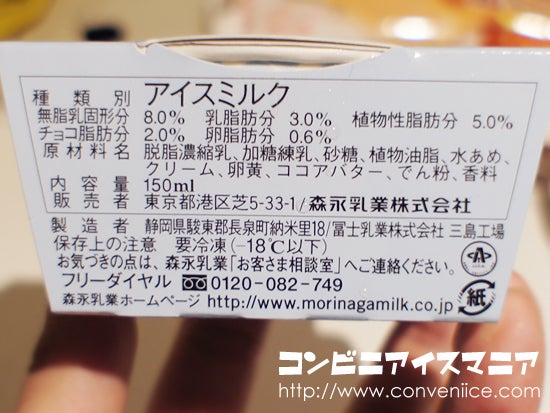 種類別 アイスミルク
無脂乳固形分 8.0% 乳脂肪分 3.0% 植物性脂肪分 5.0%
チョコ脂肪分 2.0% 卵脂肪分 0.6%
原材料名 脱脂濃縮乳、加糖練乳、砂糖、植物油脂、水あめ、
クリーム、卵黄、ココアバター、でん粉、香料
内容量 150ml
販売者 東京都港区芝5-33-1/森永乳業株式会社
製造者 静岡県駿東郡長泉町納米里18/冨士乳業株式会社 三島工場
保存上の注意 要冷凍(-18℃以下)
お気づきの点は、森永乳業「お客さま相談室」へご連絡ください。
フリーダイヤル 0120-082-749
森永乳業ホームページ http://www.morinagamilk.co.jp
紙
コンビニアイスマニア
http://www.conveniice.com/